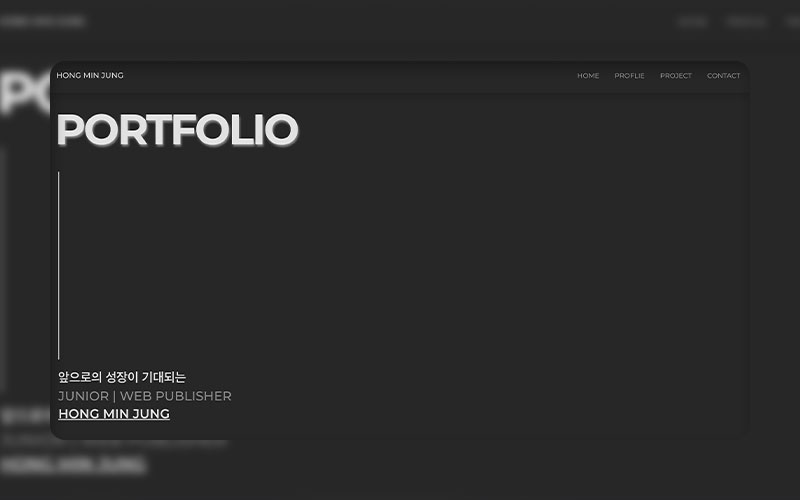 HONG MIN JUNG
HOME PROFLIE PROJECT CONTACT
PORTFOLIO
앞으로의 성장이 기대되는
JUNIOR | WEB PUBLISHER
HONG MIN JUNG